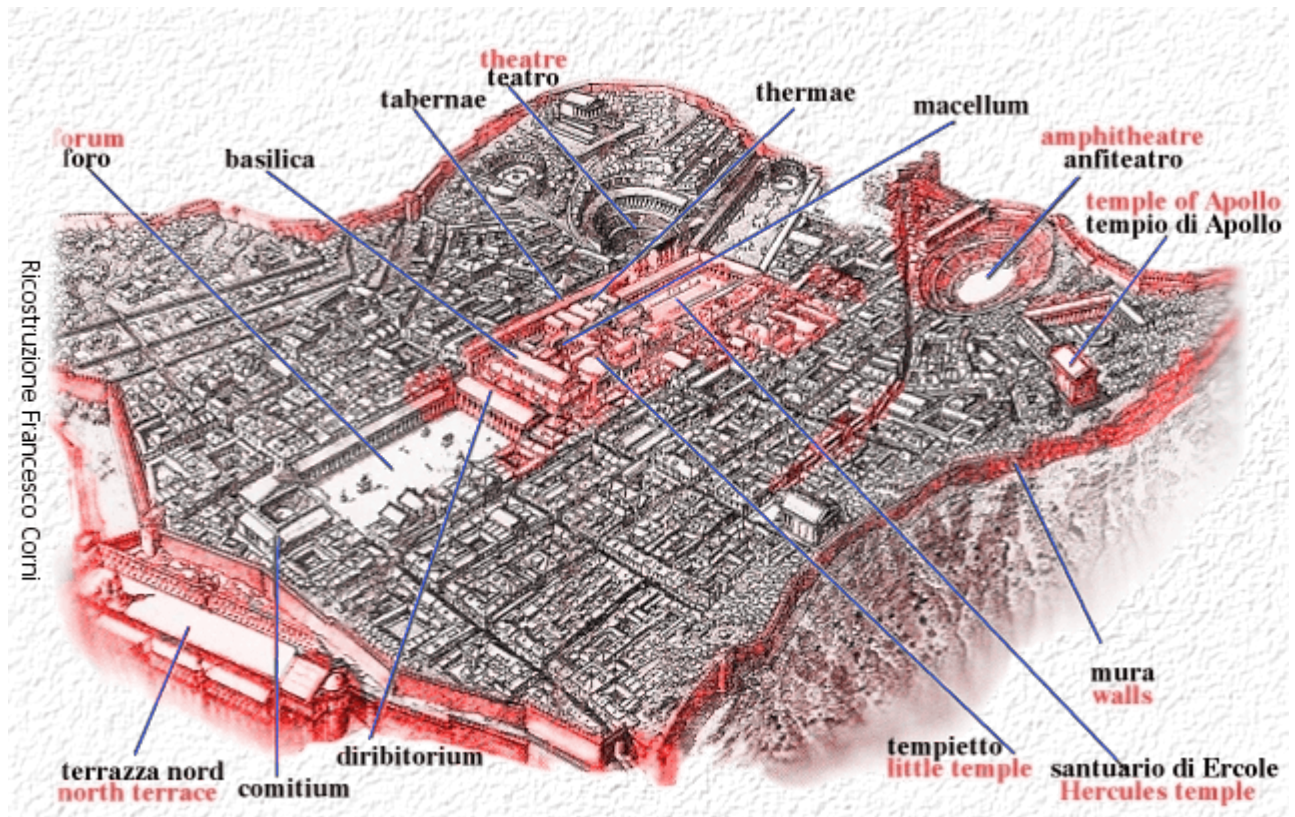 theatre
teatro
tabernae
thermae
macellum
forum
foro
basilica
amphitheatre
anfiteatro
temple of Apollo
tempio di Apollo
Ricostruzione Francesco Corni
mura
walls
terrazza nord
north terrace
comitium
diribitorium
tempietto
little temple
santuario di Ercole
Hercules temple